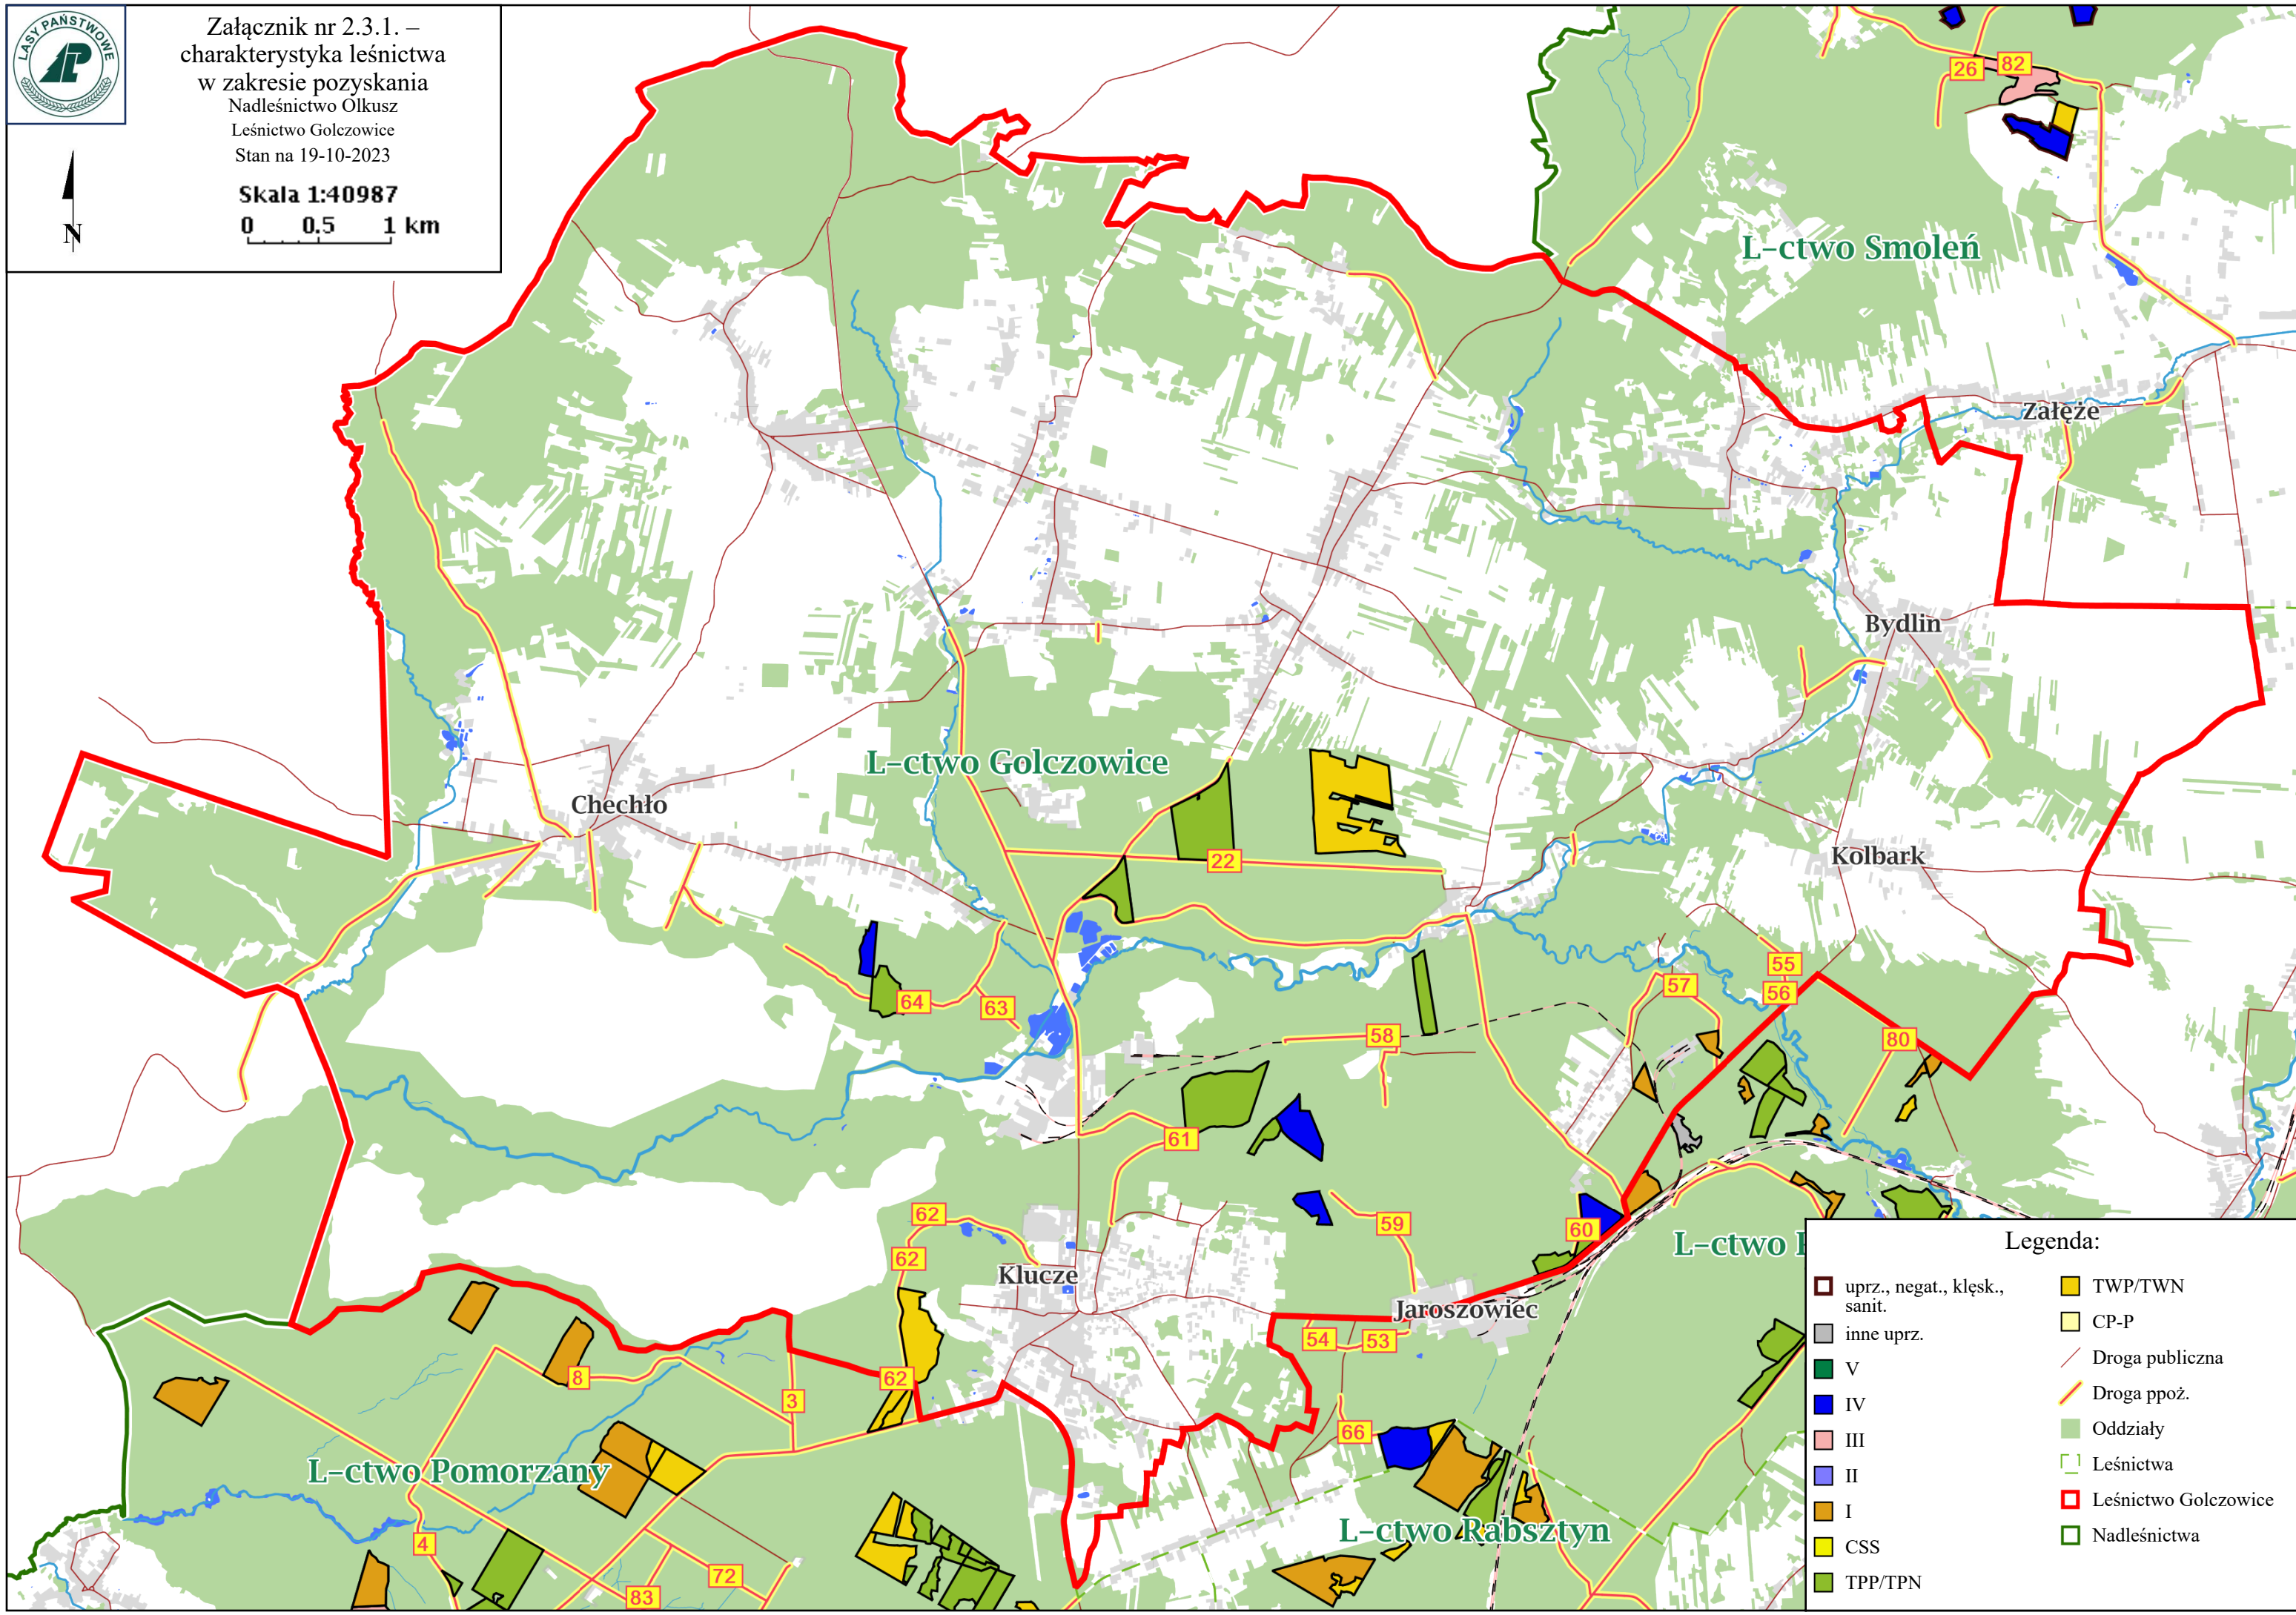 LASY PAŃSTWOWE
Załącznik nr 2.3.1. –
charakterystyka leśnictwa
w zakresie pozyskania
Nadleśnictwo Olkusz
Leśnictwo Golczowice
Stan na 19-10-2023
Skala 1:40987
0 0.5 1 km
N
26 82
L-ctwo Smoleń
Załęże
Bydlin
L-ctwo Golczowice
Chechło
22
Kolbark
55
57 56
64 63
58 80
61
62 59 60
62
L-ctwo
Klucze
Jaroszowiec
54 53
8 62
3
66
L-ctwo Pomorzany
L-ctwo Rabsztyn
4
72
83
Legenda:
uprz., negat., klęsk.,
sanit.
inne uprz.
V
IV
III
II
I
CSS
TPP/TPN
TWP/TWN
CP-P
Droga publiczna
Droga ppoż.
Oddziały
Leśnictwa
Leśnictwo Golczowice
Nadleśnictwa